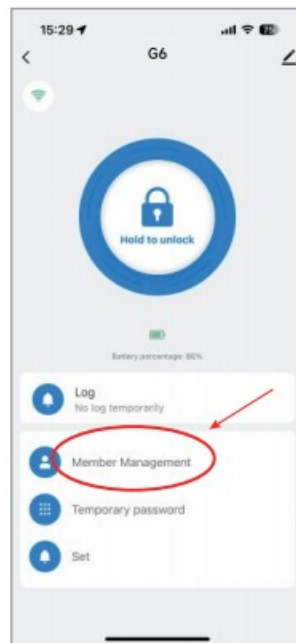 15:29
G6
Hold to unlock
Battery percentage: 86%
Log
No log temporarily
Member Management
Temporary password
Set